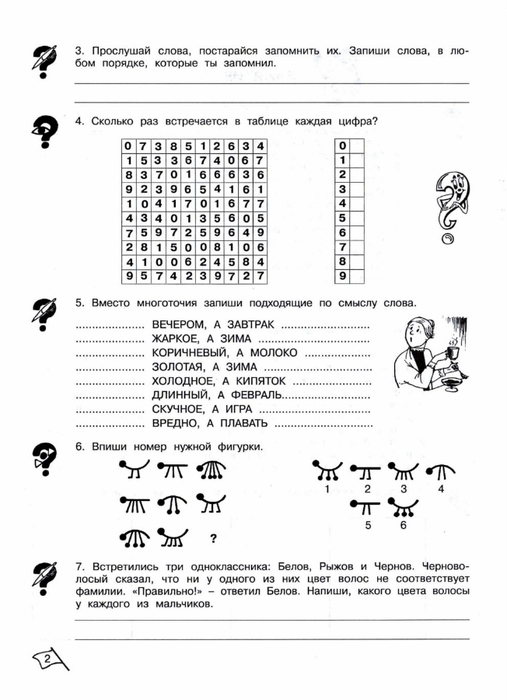 3. Прослушай слова, постарайся запомнить их. Запиши слова, в лю-
бом порядке, которые ты запомнил.
4. Сколько раз встречается в таблице каждая цифра?
0 7 3 8 5 1 2 6 3 4
1 5 3 3 6 7 4 0 6 7
8 3 7 0 1 6 6 6 3 6
9 2 3 9 6 5 4 1 6 1
1 0 4 1 7 0 1 6 7 7
4 3 4 0 1 3 5 6 0 5
7 5 9 7 2 5 9 6 4 9
2 8 1 5 0 0 8 1 0 6
4 1 0 0 6 2 4 5 8 4
9 5 7 4 2 3 9 7 2 7
0
1
2
3
4
5
6
7
8
9
5. Вместо многоточия запиши подходящие по смыслу слова.
..................... ВЕЧЕРОМ, А ЗАВТРАК ...........................
..................... ЖАРКОЕ, А ЗИМА ..................................
..................... КОРИЧНЕВЫЙ, А МОЛОКО ....................
..................... ЗОЛОТАЯ, А ЗИМА ................................
..................... ХОЛОДНОЕ, А КИПЯТОК ........................
..................... ДЛИННЫЙ, А ФЕВРАЛЬ...........................
..................... СКУЧНОЕ, А ИГРА ..................................
..................... ВРЕДНО, А ПЛАВАТЬ .............................
6. Впиши номер нужной фигурки.
1 2 3 4
5 6
?
7. Встретились три одноклассника: Белов, Рыжов и Чернов. Черново-
лосый сказал, что ни у одного из них цвет волос не соответствует
фамилии. «Правильно!» – ответил Белов. Напиши, какого цвета волосы
у каждого из мальчиков.
2